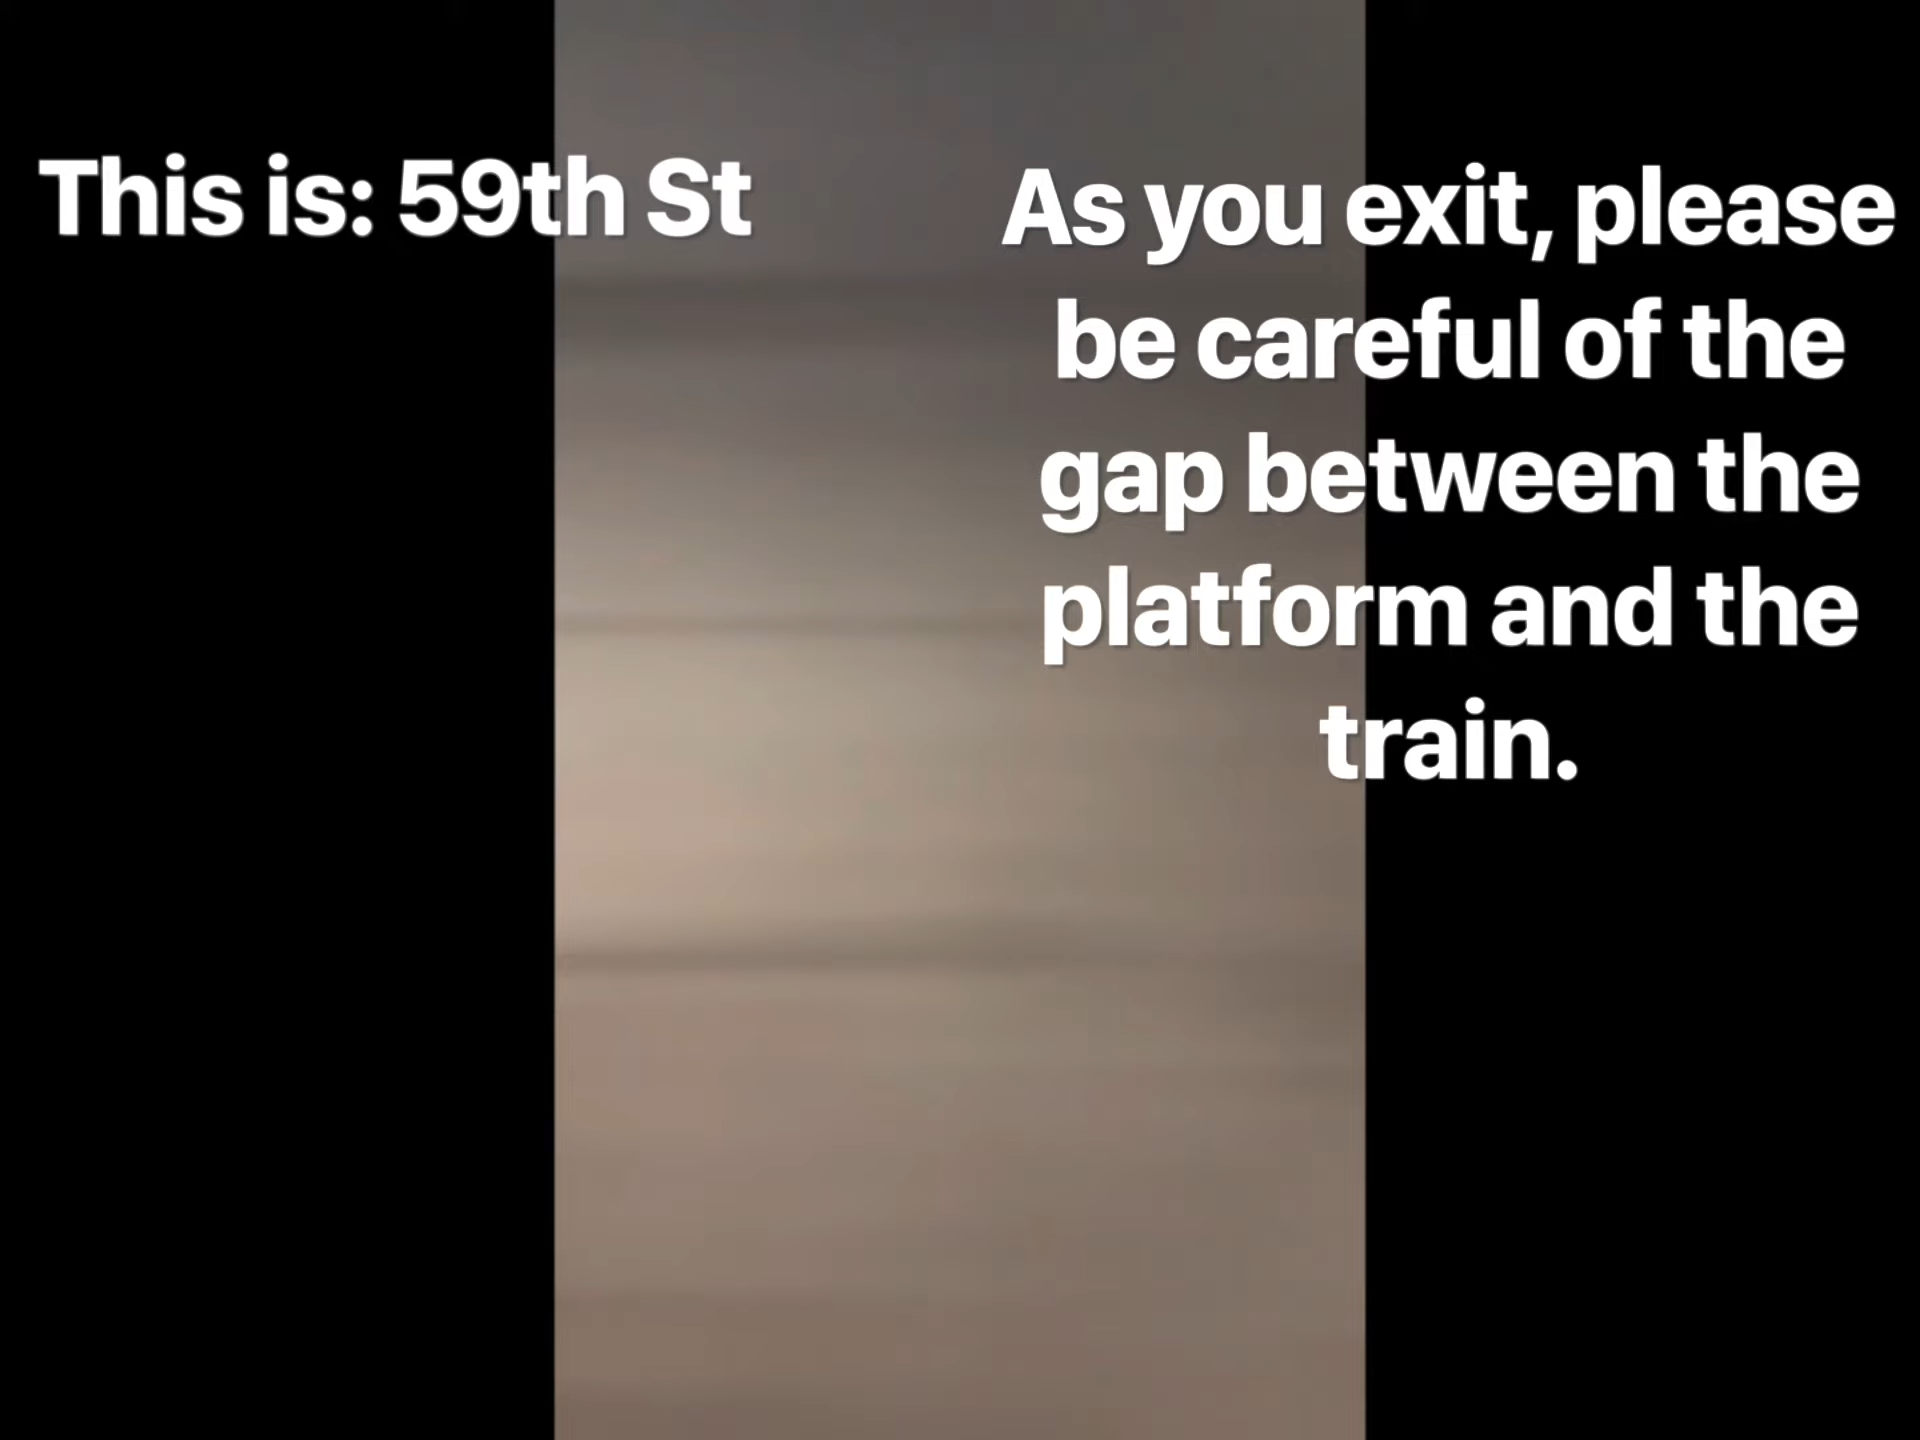 This is: 59th St
As you exit, please
be careful of the
gap between the
platform and the
train.